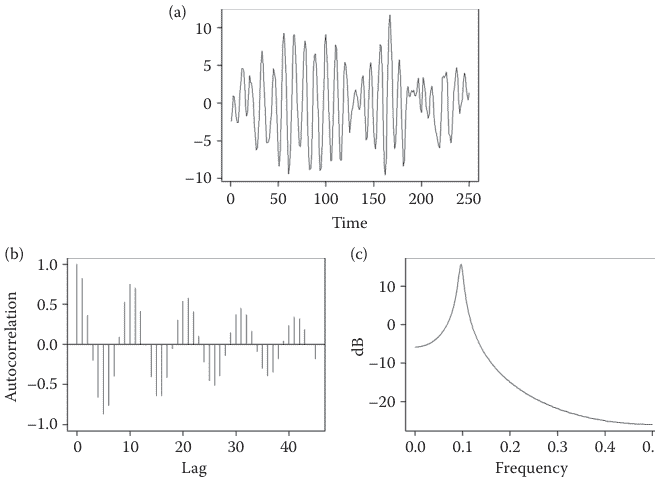 (a)
10
5
0
−5
−10
0 50 100 150 200 250
Time
(b)
1.0
0.5
0.0
−0.5
−1.0
Autocorrelation
0 10 20 30 40
Lag
(c)
10
0
−10
−20
dB
0.0 0.1 0.2 0.3 0.4
Frequency